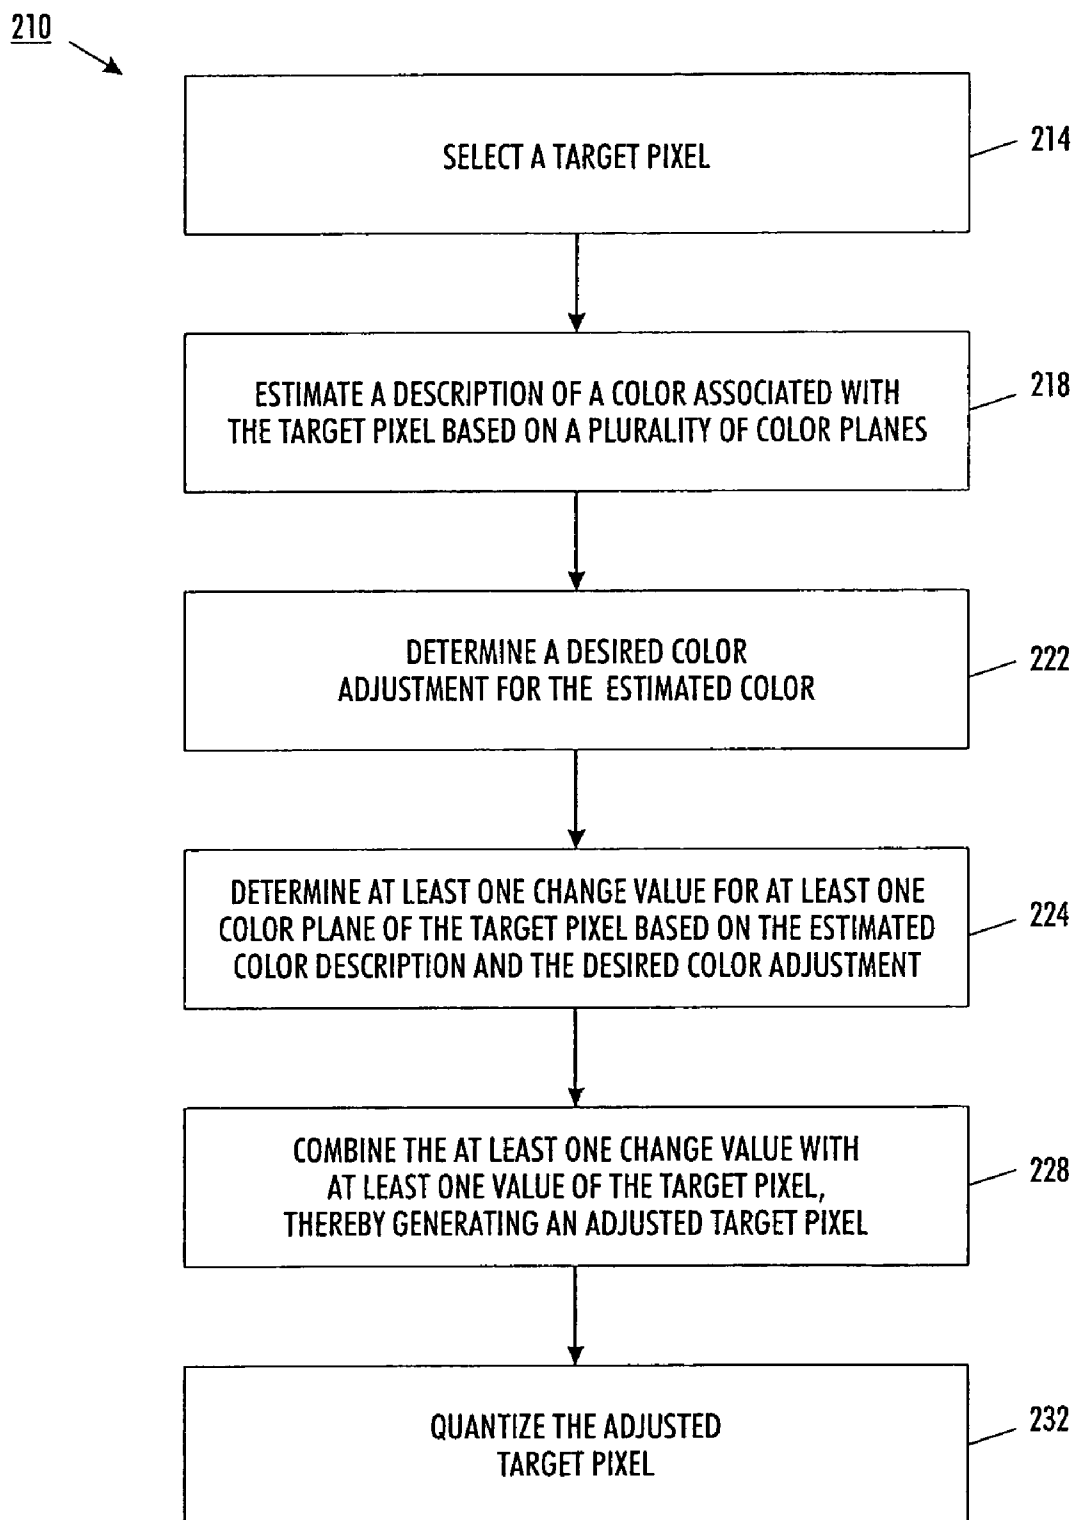 210
SELECT A TARGET PIXEL
214
ESTIMATE A DESCRIPTION OF A COLOR ASSOCIATED WITH
THE TARGET PIXEL BASED ON A PLURALITY OF COLOR PLANES
218
DETERMINE A DESIRED COLOR
ADJUSTMENT FOR THE ESTIMATED COLOR
222
DETERMINE AT LEAST ONE CHANGE VALUE FOR AT LEAST ONE
COLOR PLANE OF THE TARGET PIXEL BASED ON THE ESTIMATED
COLOR DESCRIPTION AND THE DESIRED COLOR ADJUSTMENT
224
COMBINE THE AT LEAST ONE CHANGE VALUE WITH
AT LEAST ONE VALUE OF THE TARGET PIXEL,
THEREBY GENERATING AN ADJUSTED TARGET PIXEL
228
QUANTIZE THE ADJUSTED
TARGET PIXEL
232